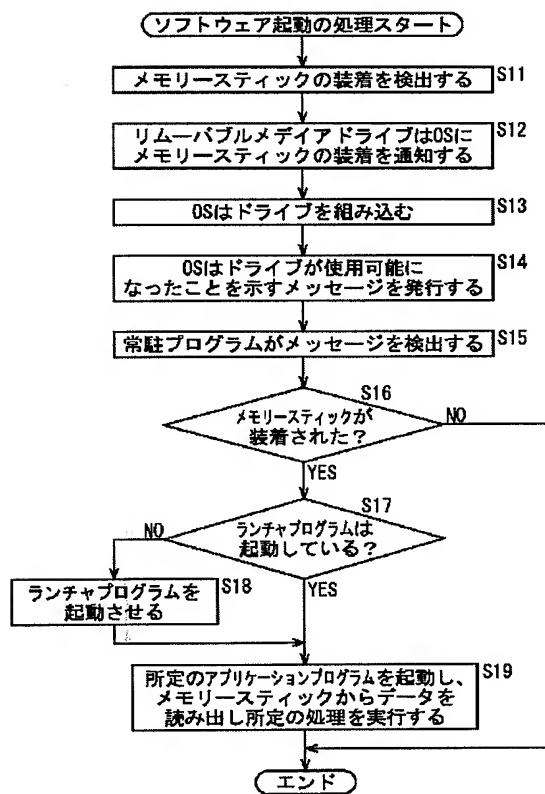 ソフトウェア起動の処理スタート
メモリースティックの装着を検出する
S11
リムーバブルメデイアドライブはOSに
メモリースティックの装着を通知する
S12
OSはドライブを組み込む
S13
OSはドライブが使用可能に
なったことを示すメッセージを発行する
S14
常駐プログラムがメッセージを検出する
S15
S16
メモリースティックが
装着された?
NO
YES
S17
ランチャプログラムは
起動している?
NO
YES
ランチャプログラムを
起動させる
S18
所定のアプリケーションプログラムを起動し、
メモリースティックからデータを
読み出し所定の処理を実行する
S19
エンド